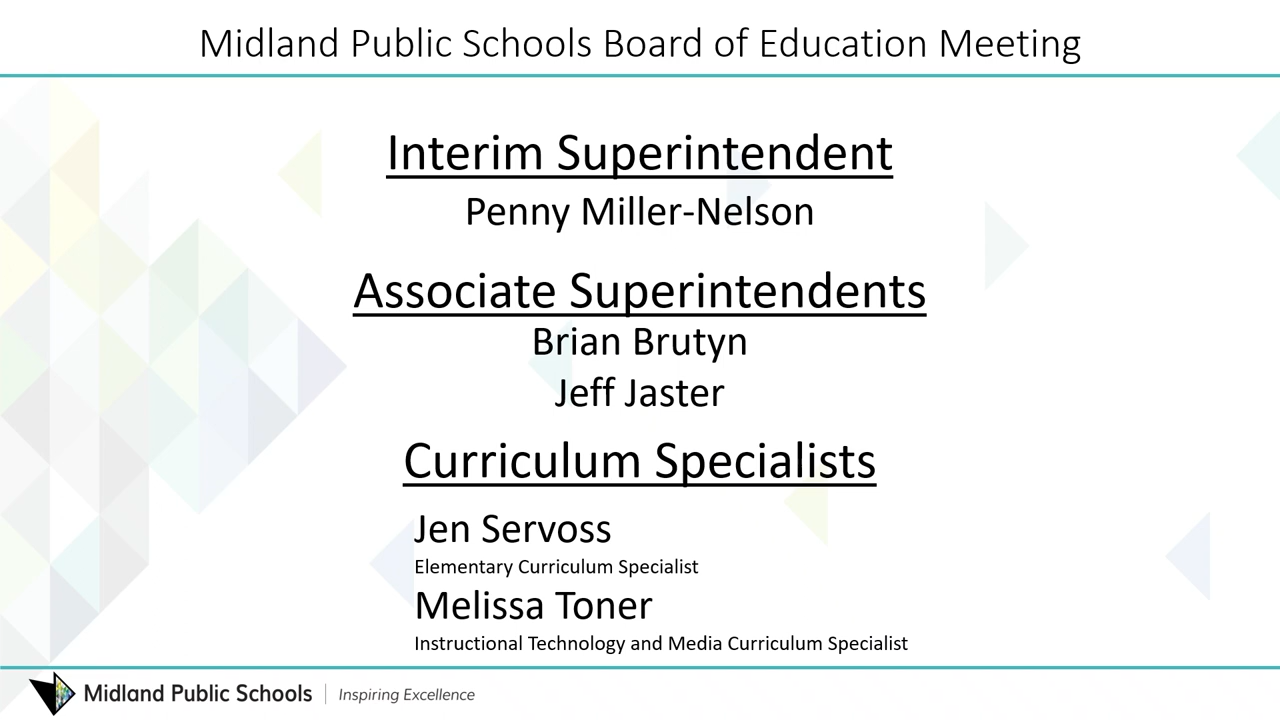 Midland Public Schools Board of Education Meeting
Interim Superintendent
Penny Miller-Nelson
Associate Superintendents
Brian Brutyn
Jeff Jaster
Curriculum Specialists
Jen Servoss
Elementary Curriculum Specialist
Melissa Toner
Instructional Technology and Media Curriculum Specialist
Midland Public Schools | Inspiring Excellence